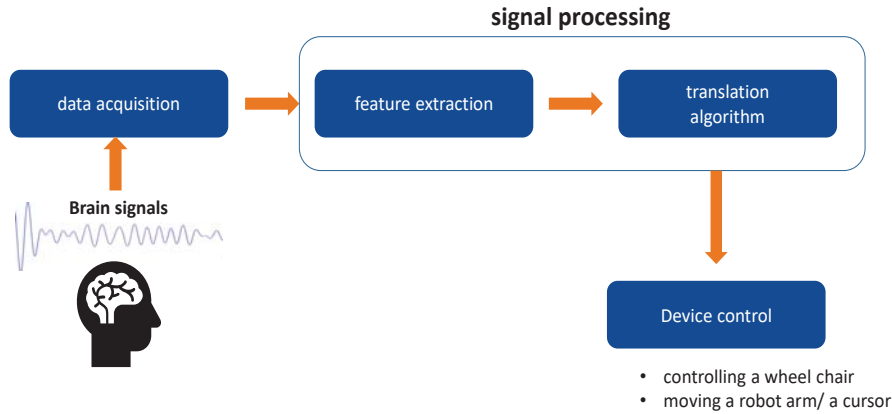 signal processing
data acquisition
feature extraction
translation
algorithm
Brain signals
Device control
• controlling a wheel chair
• moving a robot arm/ a cursor